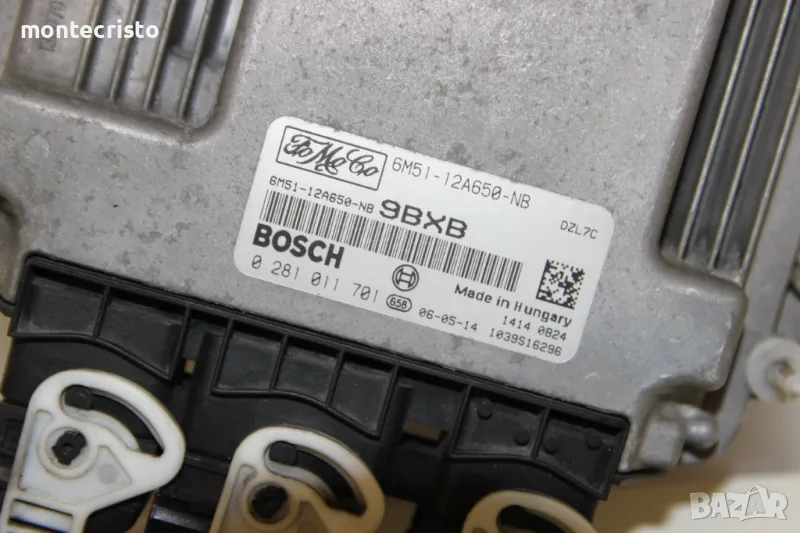 montecristo
FoMoCo
6M51-12A650-NB
6M51-12A650-NB 9BXB
DZL7C
BOSCH
0 281 011 701
658
06-05-14
Made in Hungary
1414 0824
1039S16296
BAZAR